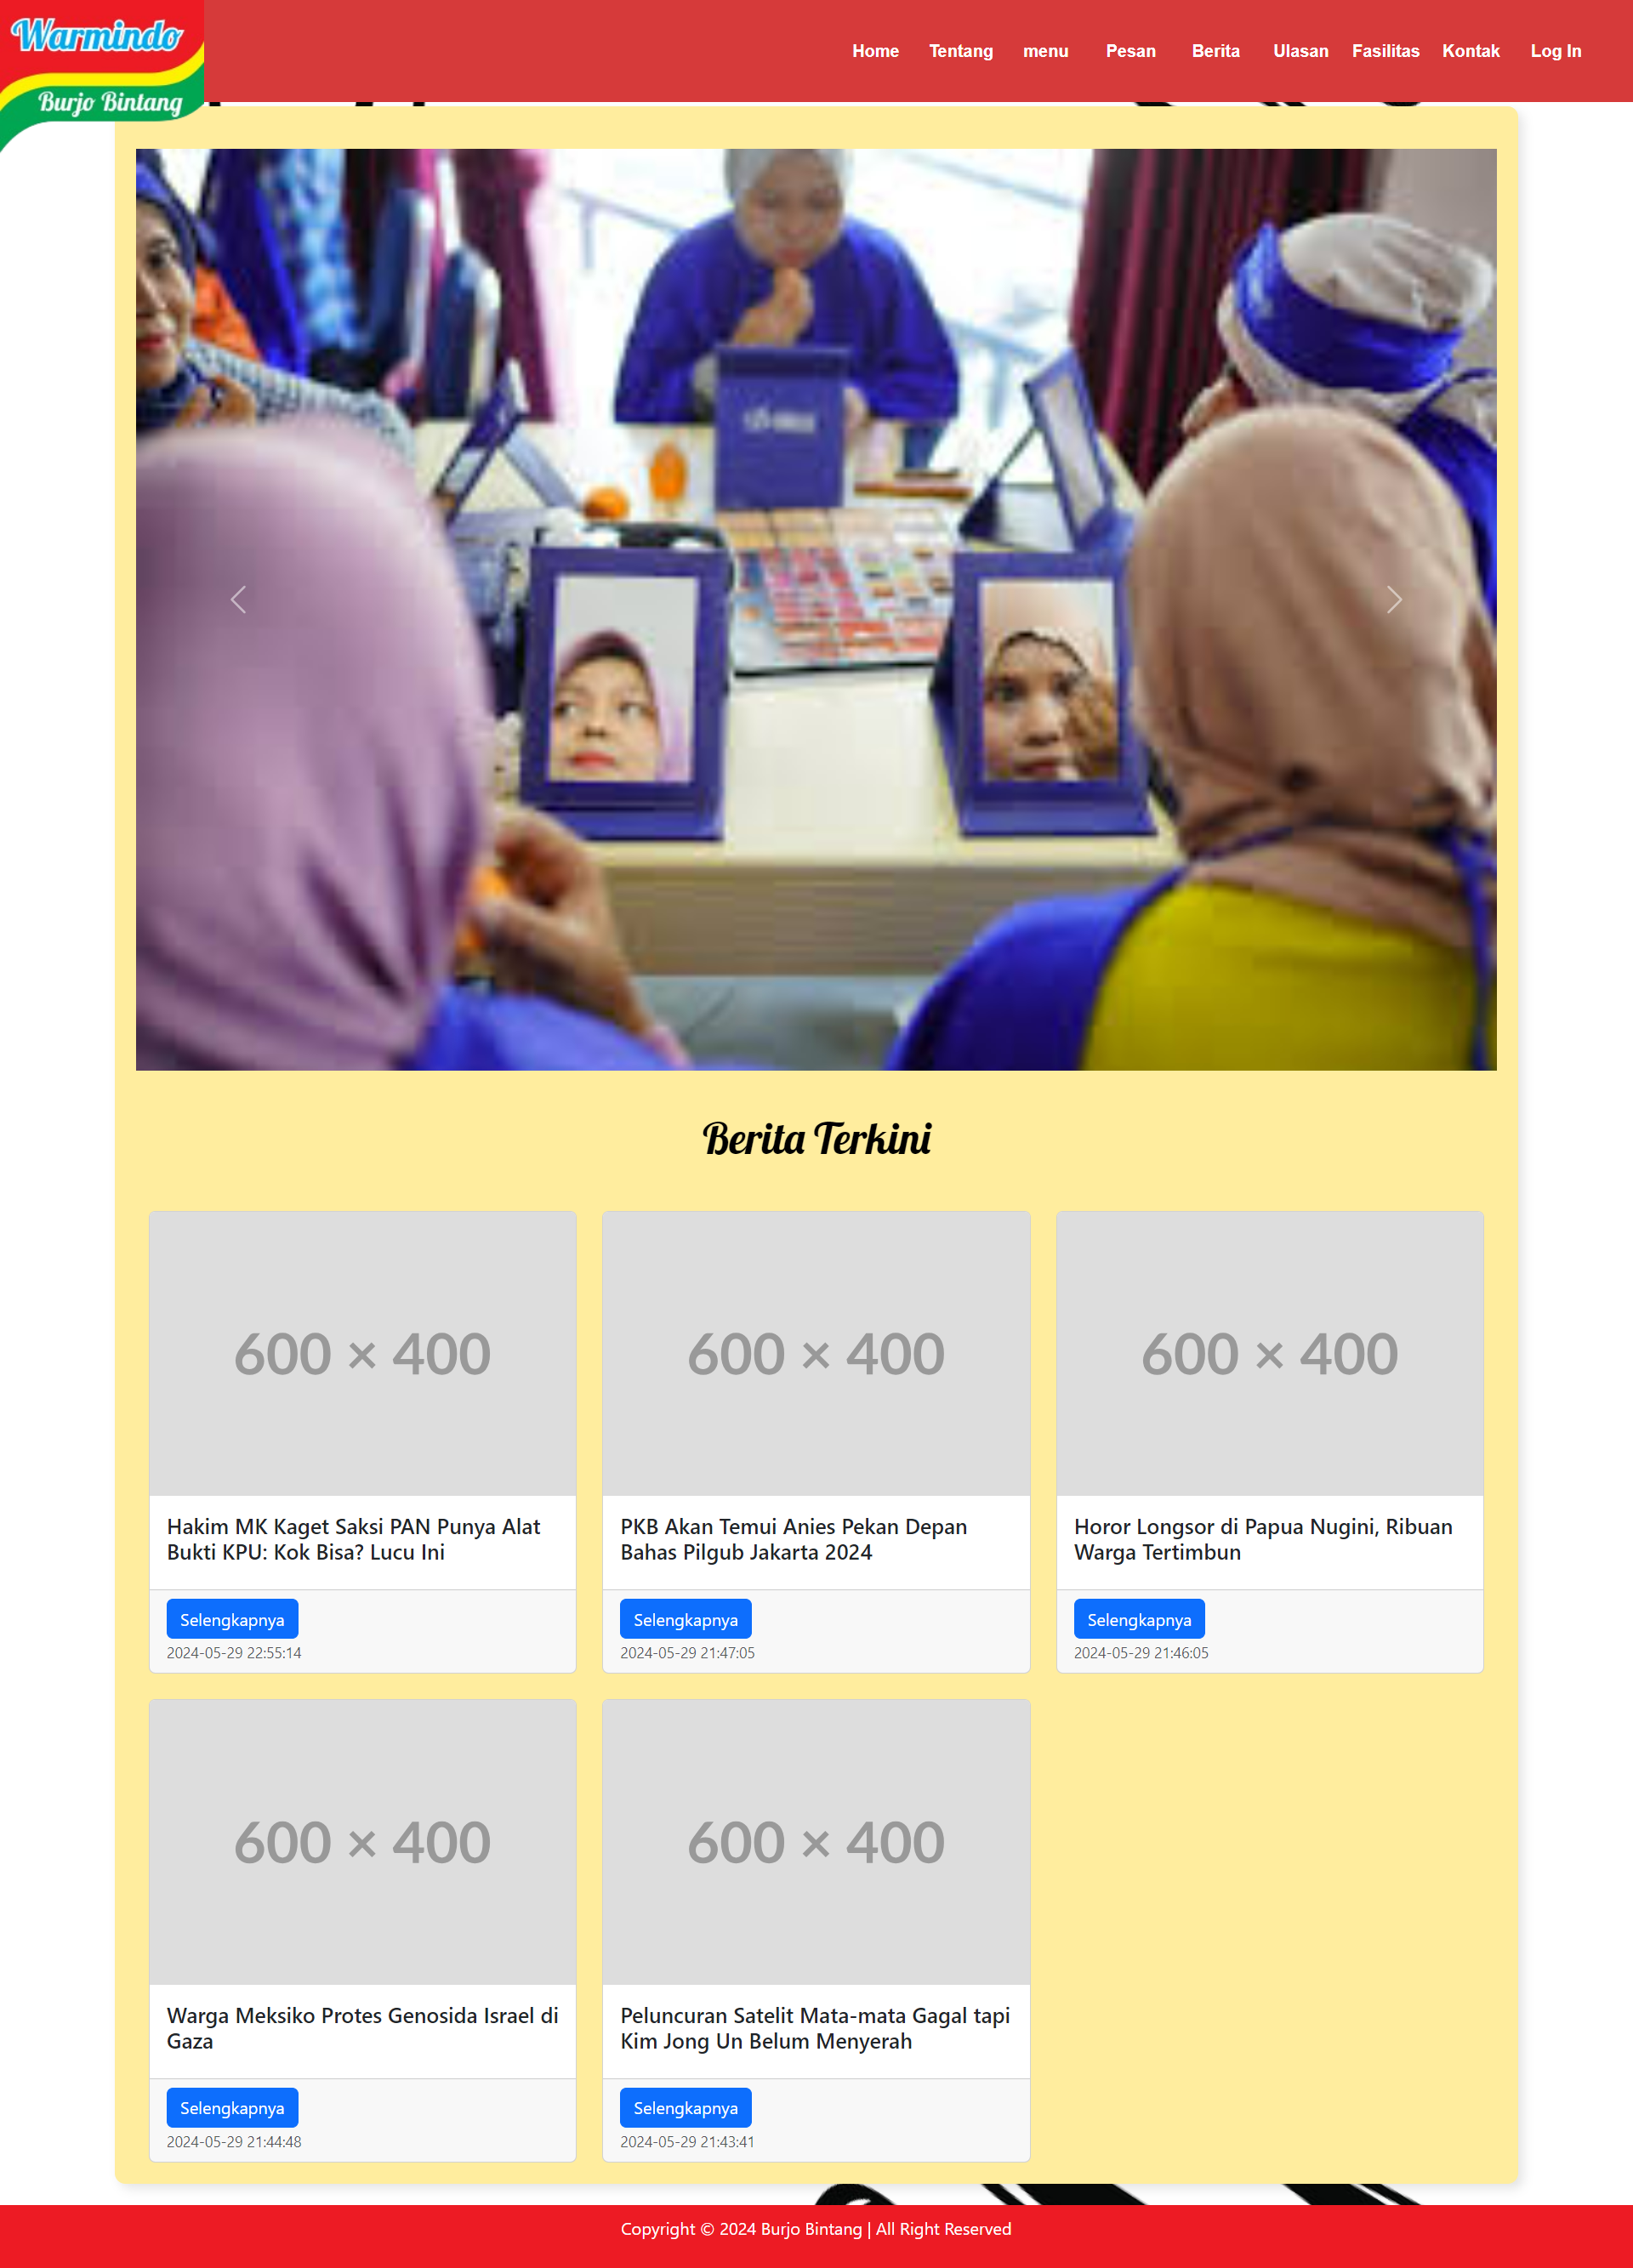 Warmindo
Burjo Bintang
Home Tentang menu Pesan Berita Ulasan Fasilitas Kontak Log In
Berita Terkini
600 × 400
600 × 400
600 × 400
Hakim MK Kaget Saksi PAN Punya Alat
Bukti KPU: Kok Bisa? Lucu Ini
Selengkapnya
2024-05-29 22:55:14
PKB Akan Temui Anies Pekan Depan
Bahas Pilgub Jakarta 2024
Selengkapnya
2024-05-29 21:47:05
Horor Longsor di Papua Nugini, Ribuan
Warga Tertimbun
Selengkapnya
2024-05-29 21:46:05
600 × 400
600 × 400
Warga Meksiko Protes Genosida Israel di
Gaza
Selengkapnya
2024-05-29 21:44:48
Peluncuran Satelit Mata-mata Gagal tapi
Kim Jong Un Belum Menyerah
Selengkapnya
2024-05-29 21:43:41
Copyright © 2024 Burjo Bintang | All Right Reserved